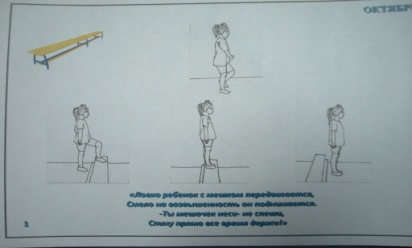 ОКТЯБР
«Ловко ребенок с мешком передвигается,
Смело на возвышенность он поднимается.
-Ты мешочек неси- не спеши,
Спину прямо все время держи!»
1